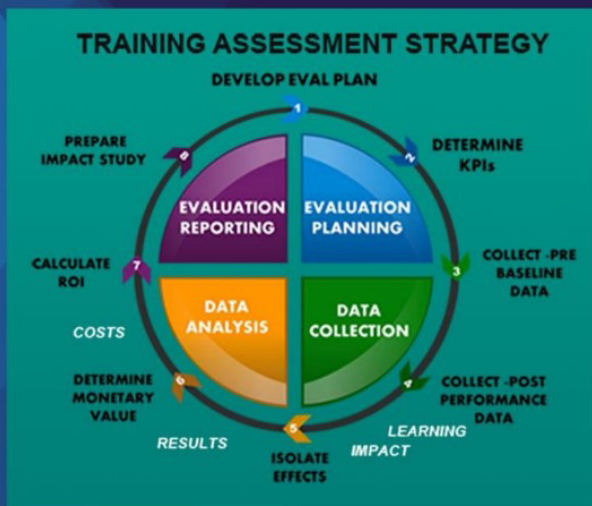 TRAINING ASSESSMENT STRATEGY
DEVELOP EVAL PLAN
1
PREPARE
IMPACT STUDY
8
2
DETERMINE
KPIs
EVALUATION
REPORTING
EVALUATION
PLANNING
CALCULATE
ROI
7
3
COLLECT -PRE
BASELINE
DATA
DATA
ANALYSIS
DATA
COLLECTION
COSTS
DETERMINE
MONETARY
VALUE
6
4
COLLECT -POST
PERFORMANCE
DATA
RESULTS
5
ISOLATE
EFFECTS
LEARNING
IMPACT